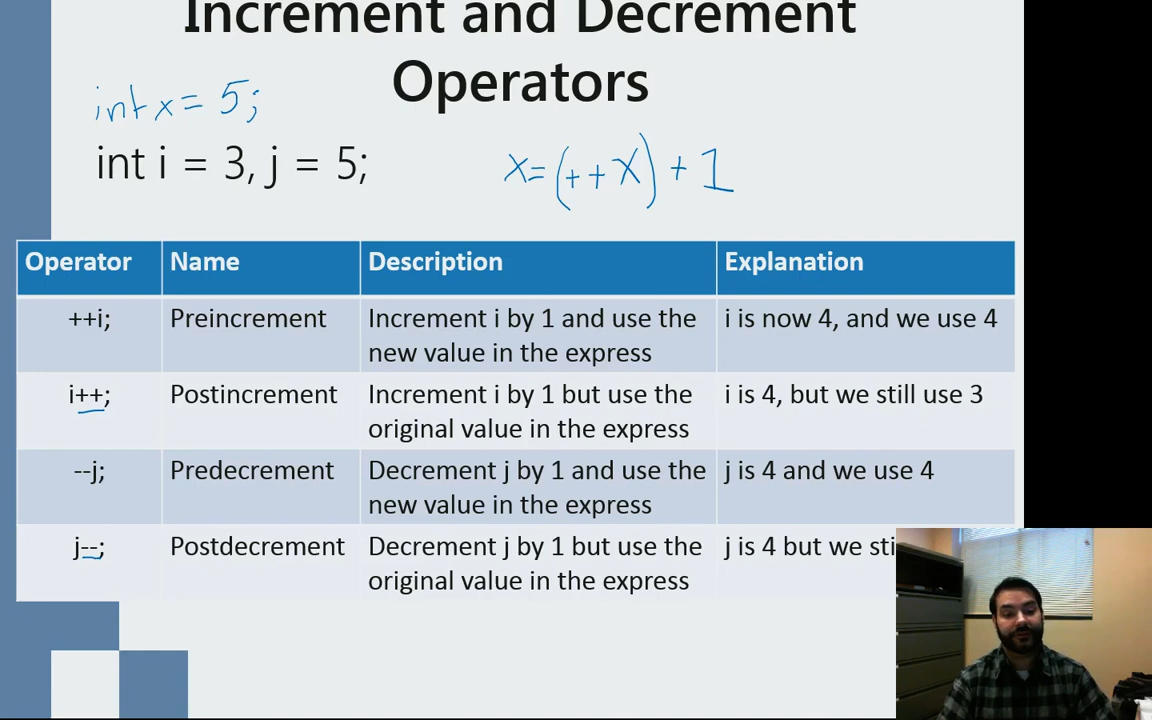 Increment and Decrement
Operators
int x = 5;
int i = 3, j = 5;
x = (++x) + 1
Operator Name Description Explanation
++i; Preincrement Increment i by 1 and use the i is now 4, and we use 4
new value in the express
i++; Postincrement Increment i by 1 but use the i is 4, but we still use 3
original value in the express
--j; Predecrement Decrement j by 1 and use the j is 4 and we use 4
new value in the express
j--; Postdecrement Decrement j by 1 but use the j is 4 but we
original value in the express